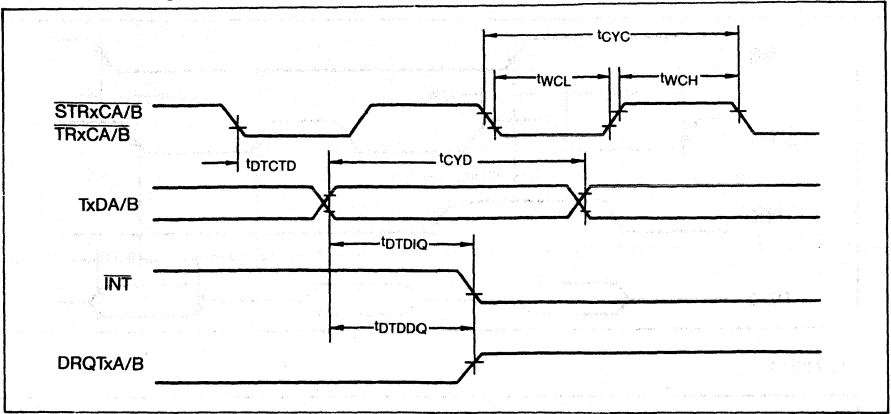 tCYC
tWCL tWCH
STRxCA/B
TRxCA/B
tDTCTD tCYD
TxDA/B
tDTDIQ
INT
tDTDDQ
DRQTxA/B